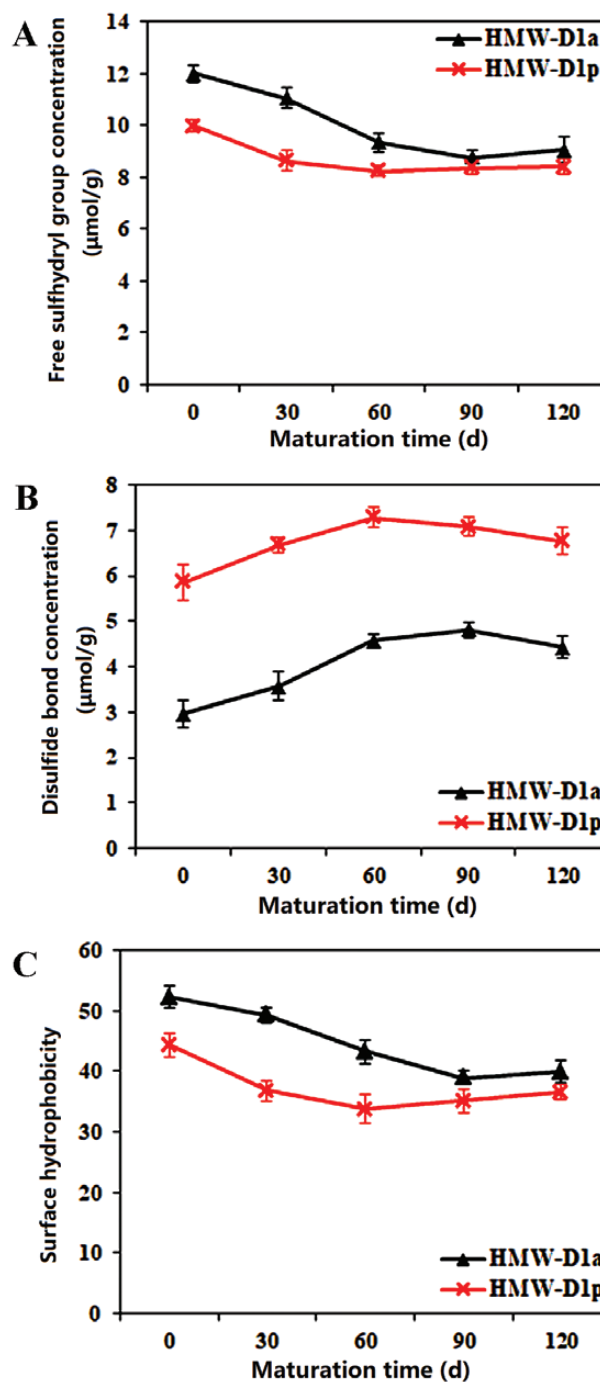 A
Free sulfhydryl group concentration
(μmol/g)
14
12
10
8
6
4
2
0
HMW-D1a
HMW-D1p
0 30 60 90 120
Maturation time (d)
B
Disulfide bond concentration
(μmol/g)
8
7
6
5
4
3
2
1
0
HMW-D1a
HMW-D1p
0 30 60 90 120
Maturation time (d)
C
Surface hydrophobicity
60
50
40
30
20
10
0
HMW-D1a
HMW-D1p
0 30 60 90 120
Maturation time (d)